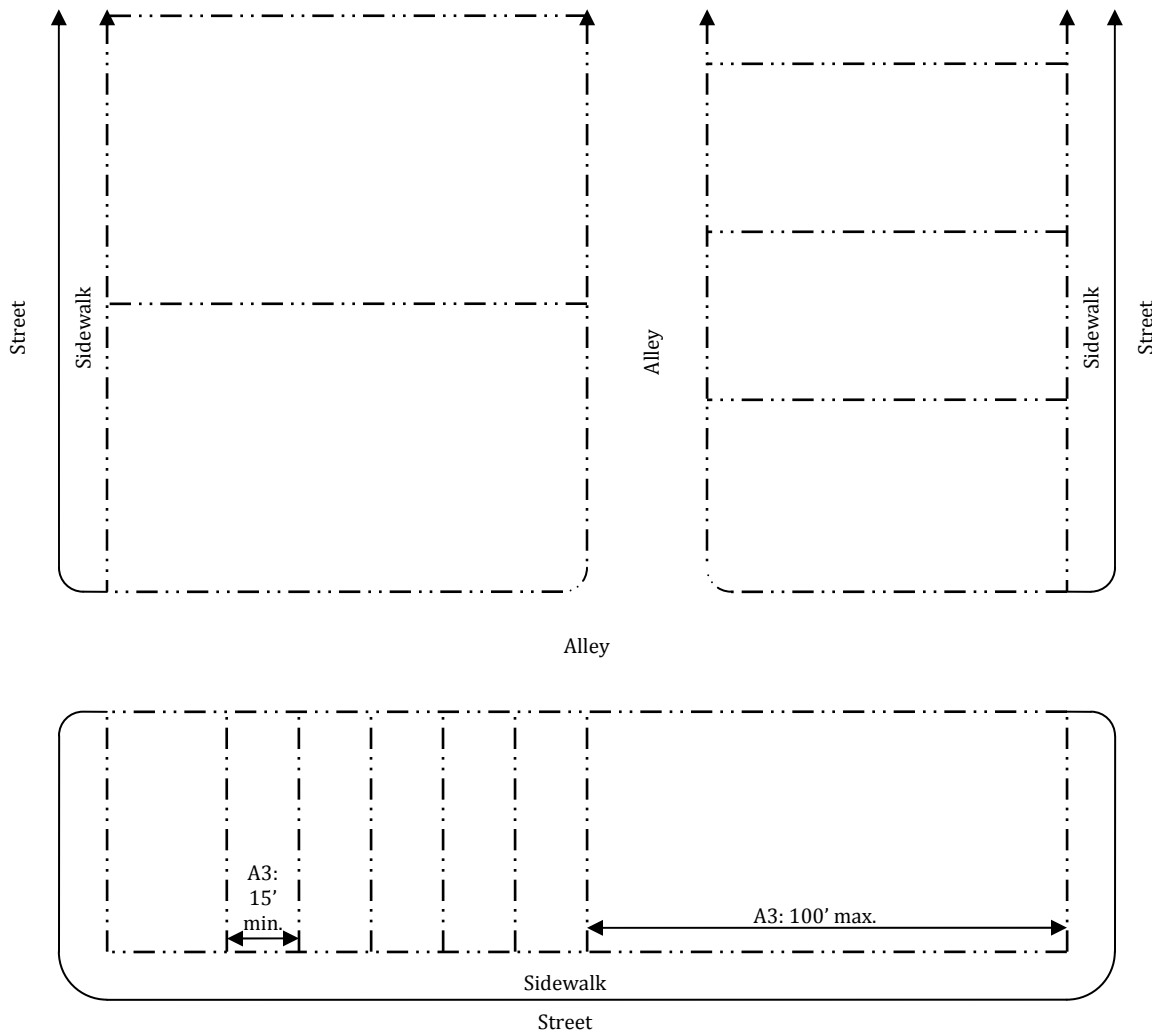 Street
Sidewalk
Alley
Sidewalk
Street
Alley
A3:
15’
min.
A3: 100’ max.
Sidewalk
Street